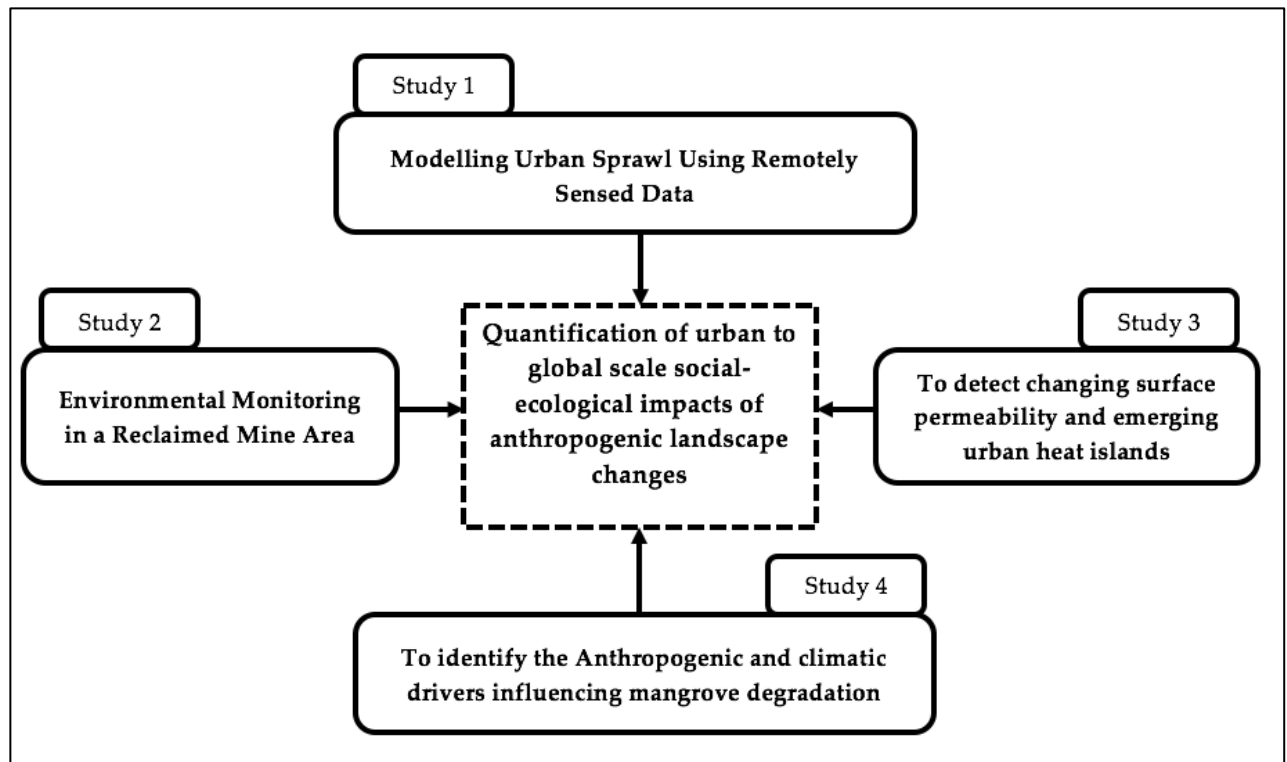 Study 1
Modelling Urban Sprawl Using Remotely
Sensed Data
Study 2
Environmental Monitoring
in a Reclaimed Mine Area
Quantification of urban to
global scale social-
ecological impacts of
anthropogenic landscape
changes
Study 3
To detect changing surface
permeability and emerging
urban heat islands
Study 4
To identify the Anthropogenic and climatic
drivers influencing mangrove degradation